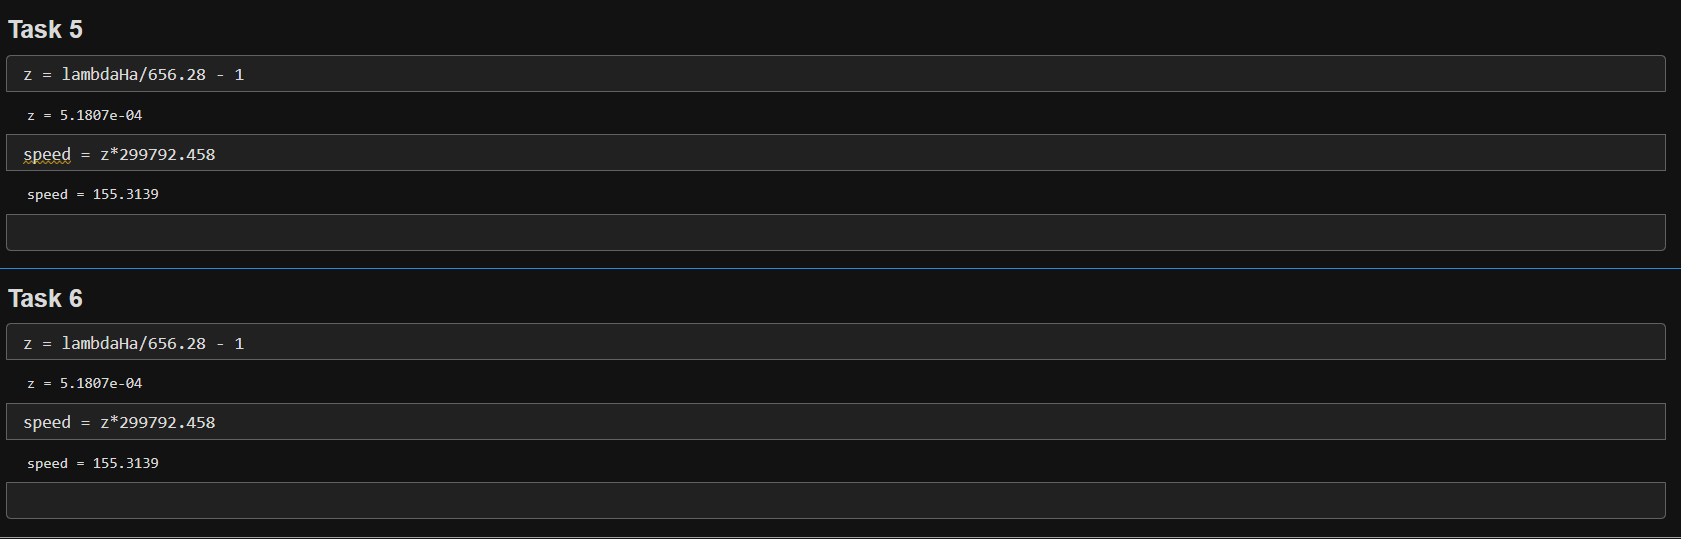 Task 5
z = lambdaHa/656.28 - 1
z = 5.1807e-04
speed = z*299792.458
speed = 155.3139
Task 6
z = lambdaHa/656.28 - 1
z = 5.1807e-04
speed = z*299792.458
speed = 155.3139